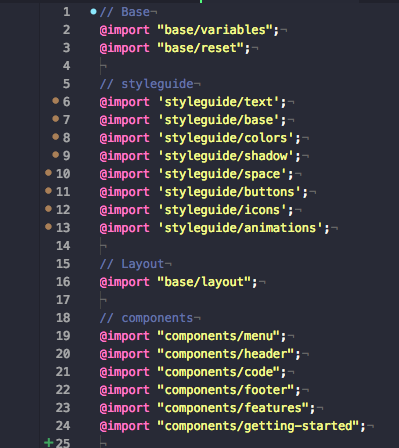 1 // Base¬
2 @import "base/variables";¬
3 @import "base/reset";¬
4 ¬
5 // styleguide¬
6 @import 'styleguide/text';¬
7 @import 'styleguide/base';¬
8 @import 'styleguide/colors';¬
9 @import 'styleguide/shadow';¬
10 @import 'styleguide/space';¬
11 @import 'styleguide/buttons';¬
12 @import 'styleguide/icons';¬
13 @import 'styleguide/animations';¬
14 ¬
15 // Layout¬
16 @import "base/layout";¬
17 ¬
18 // components¬
19 @import "components/menu";¬
20 @import "components/header";¬
21 @import "components/code";¬
22 @import "components/footer";¬
23 @import "components/features";¬
24 @import "components/getting-started";¬
+ 25 ¬